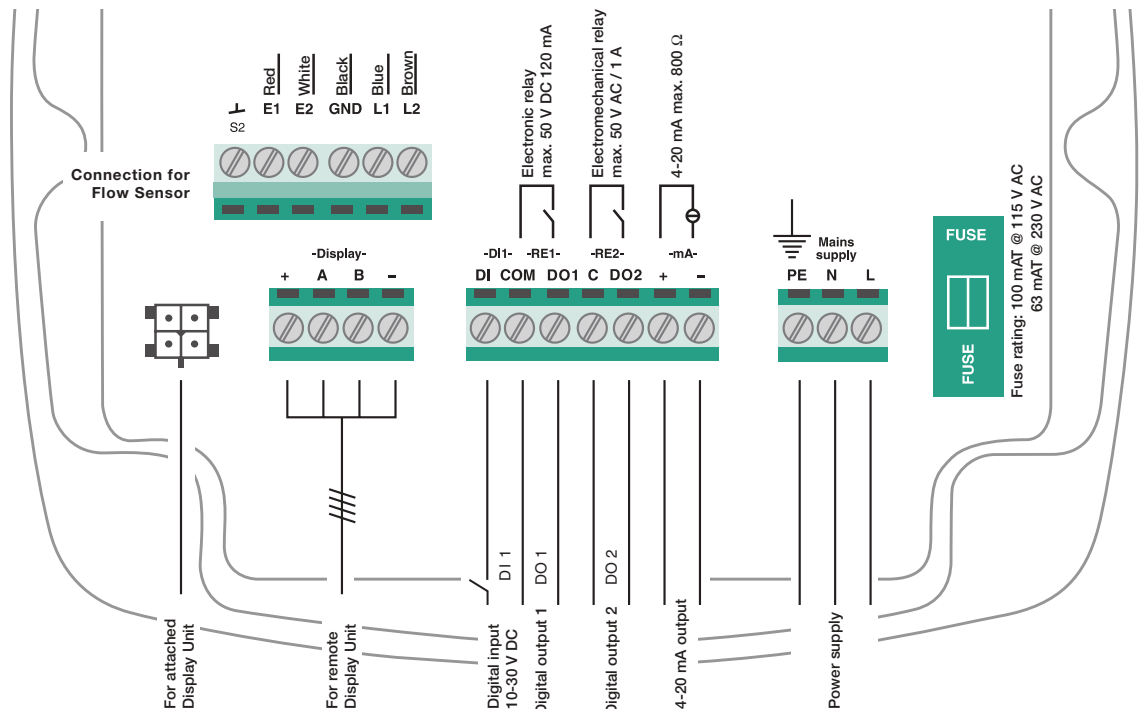 Red
White
Black
Blue
Brown
E1
E2
GND
L1
L2
S2
Connection for
Flow Sensor
Electronic relay
max. 50 V DC 120 mA
Electromechanical relay
max. 50 V AC / 1 A
4-20 mA max. 800 Ω
-Display-
+
A
B
–
-DI1-
-RE1-
-RE2-
-mA-
DI
COM
DO1
C
DO2
+
–
Mains
supply
PE
N
L
FUSE
FUSE
Fuse rating: 100 mAT @ 115 V AC
63 mAT @ 230 V AC
DI 1
DO 1
DO 2
For attached
Display Unit
For remote
Display Unit
Digital input
10-30 V DC
Digital output 1
Digital output 2
4-20 mA output
Power supply